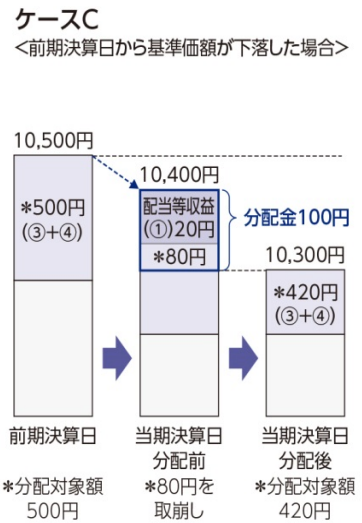 ケースC
<前期決算日から基準価額が下落した場合>
10,500円
10,400円
*500円
(③+④)
配当等収益
(①)20円
*80円
分配金100円
10,300円
*420円
(③+④)
前期決算日
当期決算日
分配前
当期決算日
分配後
*分配対象額
500円
*80円を
取崩し
*分配対象額
420円